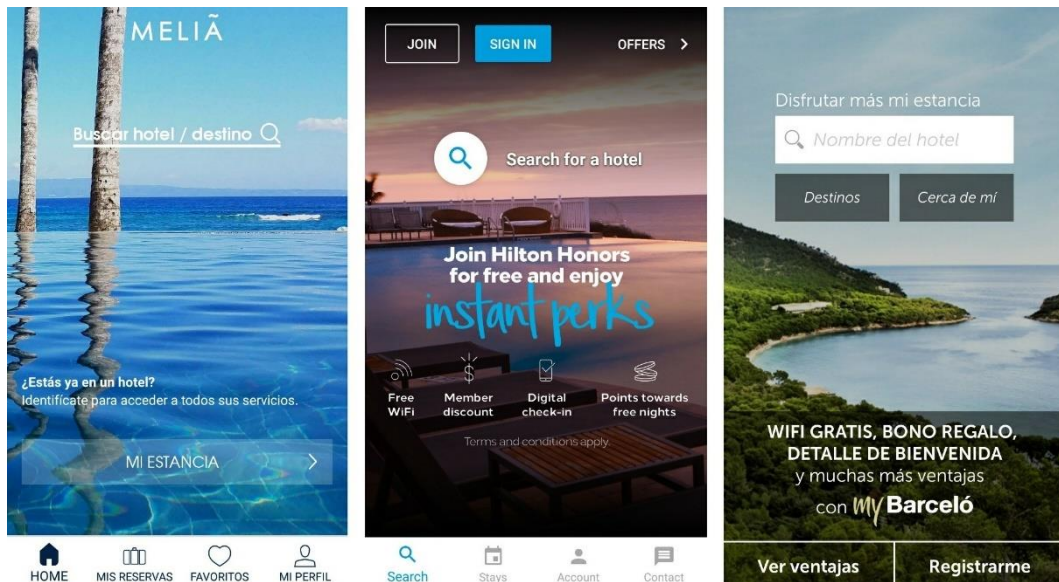 MELIÃ
Buscar hotel / destino
¿Estás ya en un hotel?
Identifícate para acceder a todos sus servicios.
MI ESTANCIA
HOME
MIS RESERVAS
FAVORITOS
MI PERFIL
JOIN
SIGN IN
OFFERS
Search for a hotel
Join Hilton Honors
for free and enjoy
instant perks
Free
WiFi
Member
discount
Digital
check-in
Points towards
free nights
Terms and conditions apply.
Search
Stays
Account
Contact
Disfrutar más mi estancia
Nombre del hotel
Destinos
Cerca de mí
WIFI GRATIS, BONO REGALO,
DETALLE DE BIENVENIDA
y muchas más ventajas
con my Barceló
Ver ventajas
Registrarme